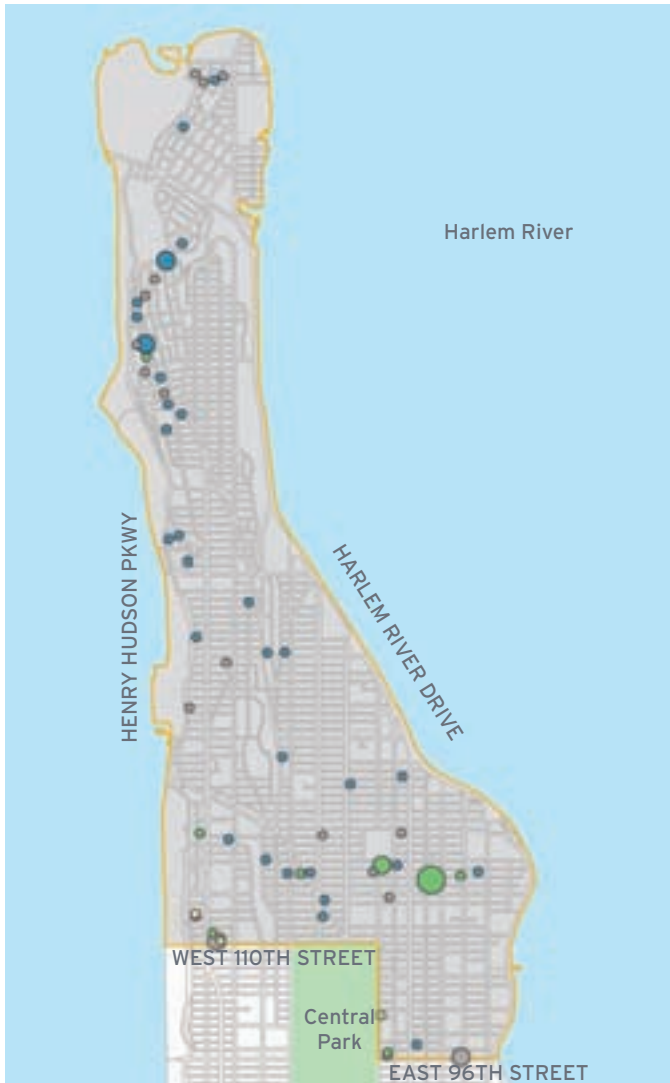 Harlem River
HENRY HUDSON PKWY
HARLEM RIVER DRIVE
WEST 110TH STREET
Central
Park
EAST 96TH STREET